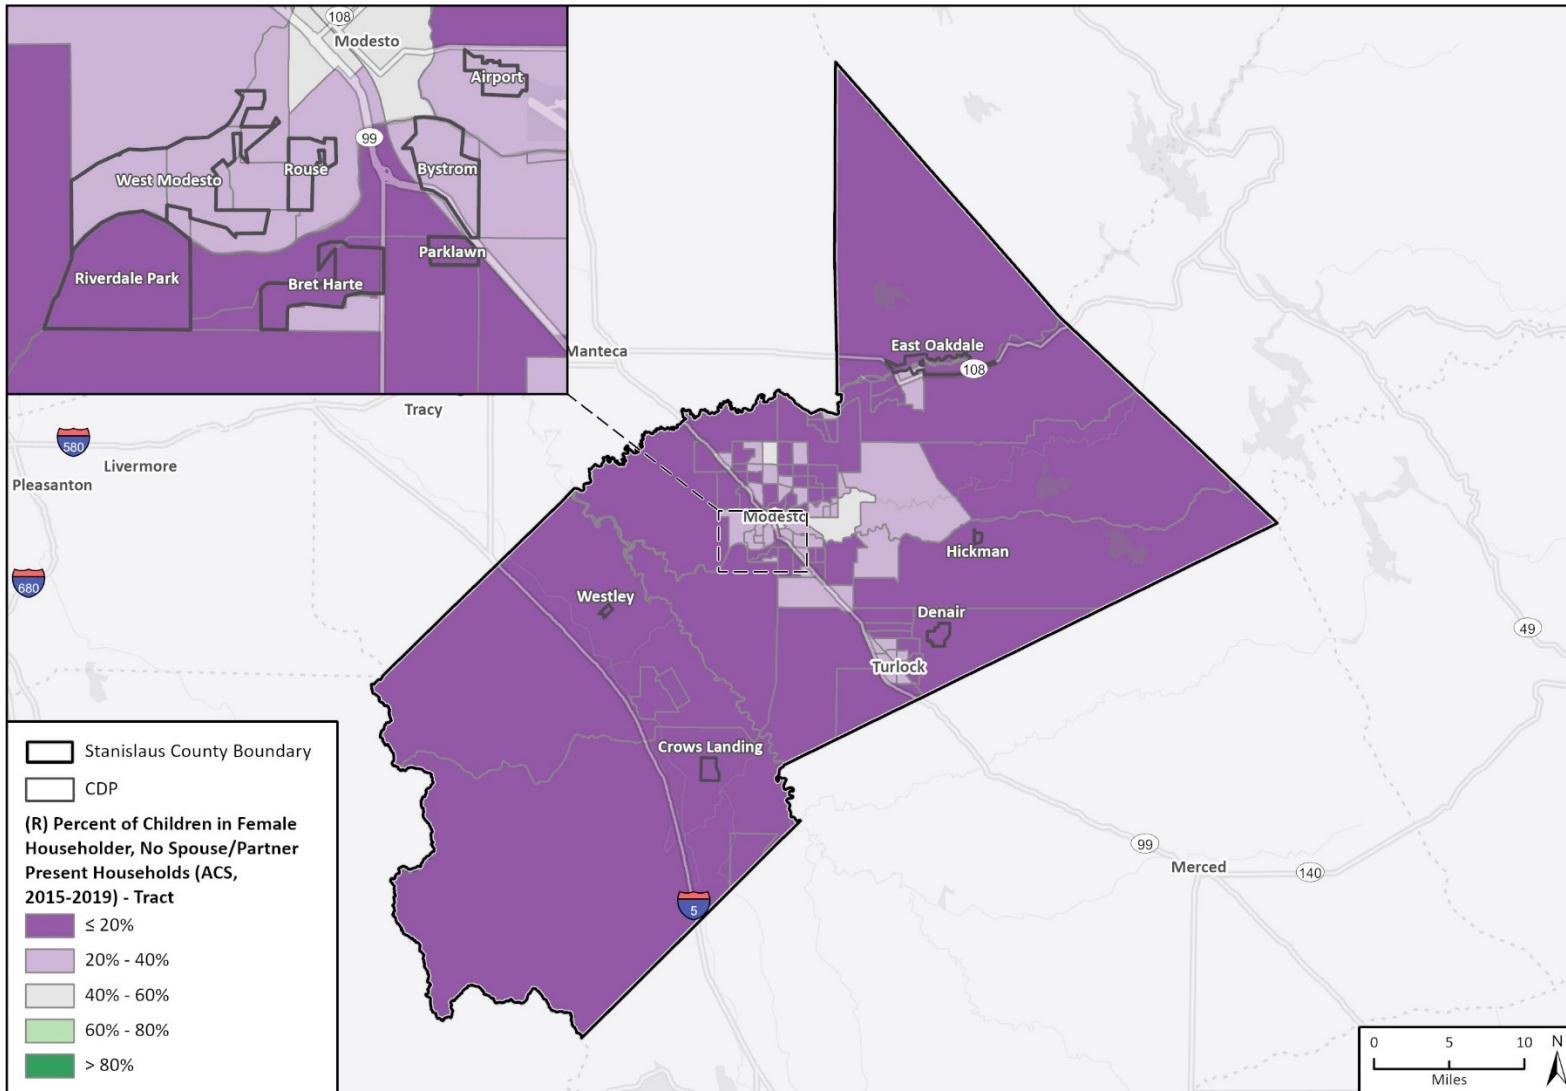 108
Modesto
Airport
99
West Modesto
Rouse
Bystrom
Riverdale Park
Bret Harte
Parklawn
Manteca
Tracy
580
Livermore
Pleasanton
680
East Oakdale
108
Modesto
Hickman
Westley
Denair
49
Turlock
Crows Landing
99
Merced
140
5
Stanislaus County Boundary
CDP
(R) Percent of Children in Female
Householder, No Spouse/Partner
Present Households (ACS,
2015-2019) - Tract
≤ 20%
20% - 40%
40% - 60%
60% - 80%
> 80%
0 5 10
Miles
N